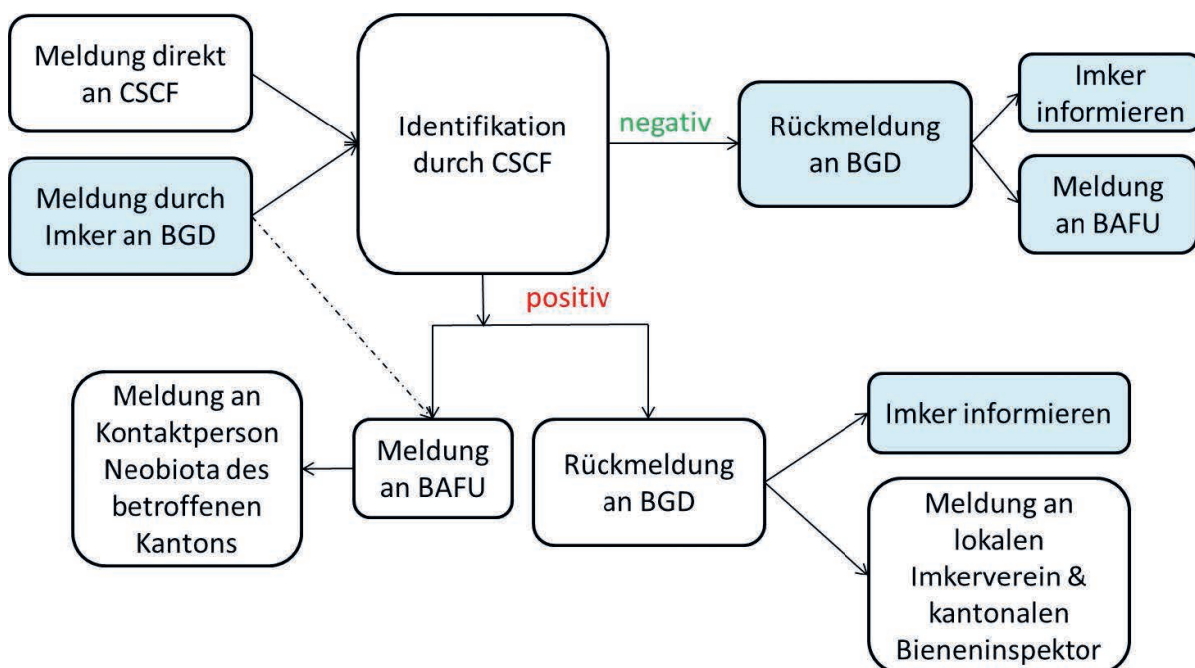 Meldung direkt
an CSCF
Meldung durch
Imker an BGD
Identifikation
durch CSCF
negativ
Rückmeldung
an BGD
Imker
informieren
Meldung
an BAFU
positiv
Meldung an
Kontaktperson
Neobiota des
betroffenen
Kantons
Meldung
an BAFU
Rückmeldung
an BGD
Imker informieren
Meldung an
lokalen
Imkerverein &
kantonalen
Bieneninspektor